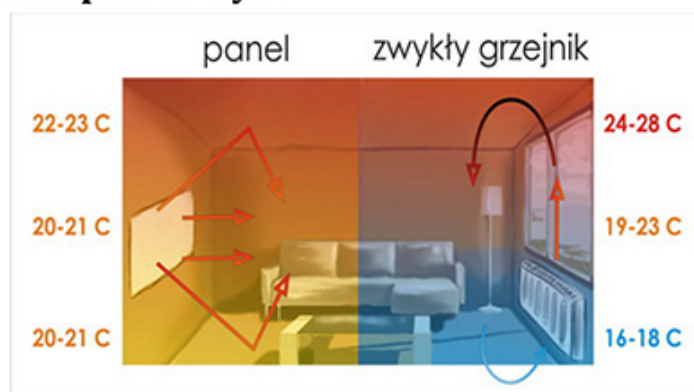 panel
zwykły grzejnik
22-23 C
24-28 C
20-21 C
19-23 C
20-21 C
16-18 C